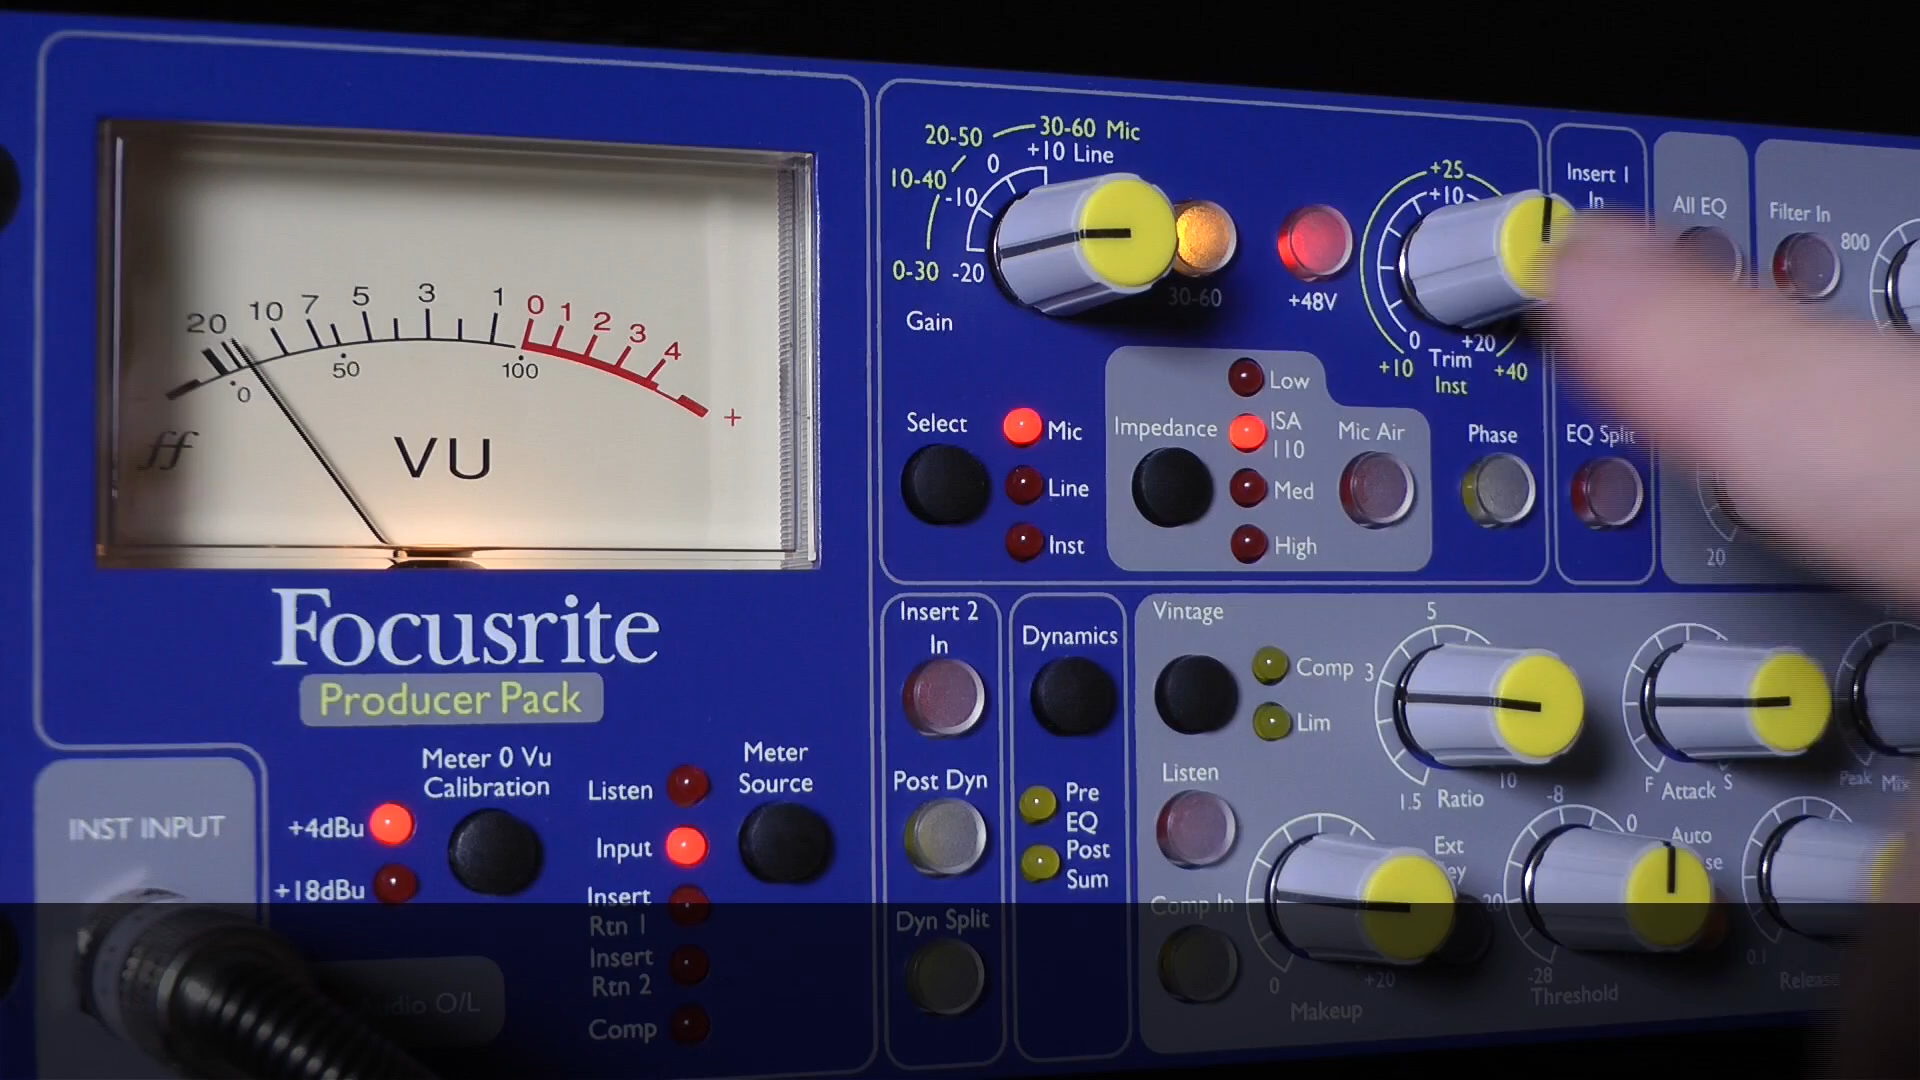 20 10 7 5 3 1 0 1 2 3 4 +
0 50 100
ff
VU
Focusrite
Producer Pack
INST INPUT
Meter 0 Vu
Calibration
+4dBu
+18dBu
Meter
Source
Listen
Input
Insert
Rtn 1
Insert
Rtn 2
Comp
Audio O/L
20-50
30-60 Mic
+10 Line
0
10-40
-10
0-30 -20
Gain
30-60
+48V
+25
+10
0
+20
+10
Trim
Inst
+40
Select
Mic
Line
Inst
Impedance
Low
ISA
110
Med
High
Mic Air
Phase
Insert 1
In
EQ Split
All EQ
Filter In
800
20
Insert 2
In
Post Dyn
Dyn Split
Dynamics
Pre
EQ
Post
Sum
Vintage
Comp
Lim
Listen
Comp In
5
3
10
1.5 Ratio
F Attack S
Peak Mix
Ext
0
+20
Makeup
-8
0
20
-28
Threshold
Auto
0.1
Release